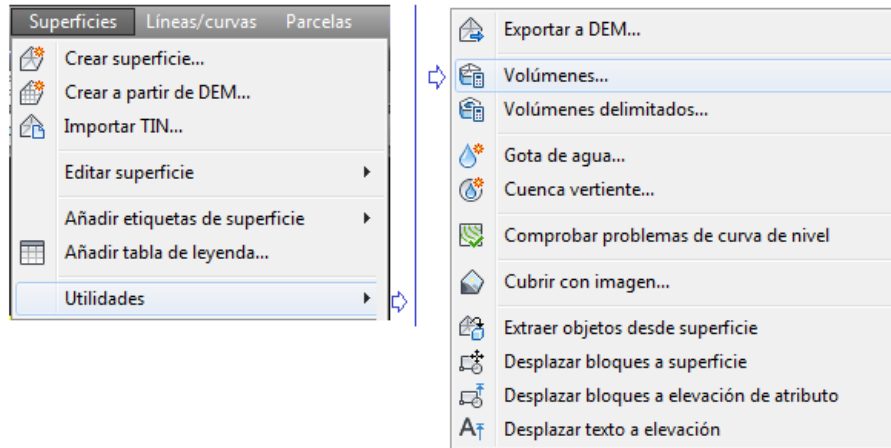 Superficies Líneas/curvas Parcelas
Crear superficie...
Crear a partir de DEM...
Importar TIN...
Editar superficie
Añadir etiquetas de superficie
Añadir tabla de leyenda...
Utilidades
Exportar a DEM...
Volúmenes...
Volúmenes delimitados...
Gota de agua...
Cuenca vertiente...
Comprobar problemas de curva de nivel
Cubrir con imagen...
Extraer objetos desde superficie
Desplazar bloques a superficie
Desplazar bloques a elevación de atributo
Desplazar texto a elevación